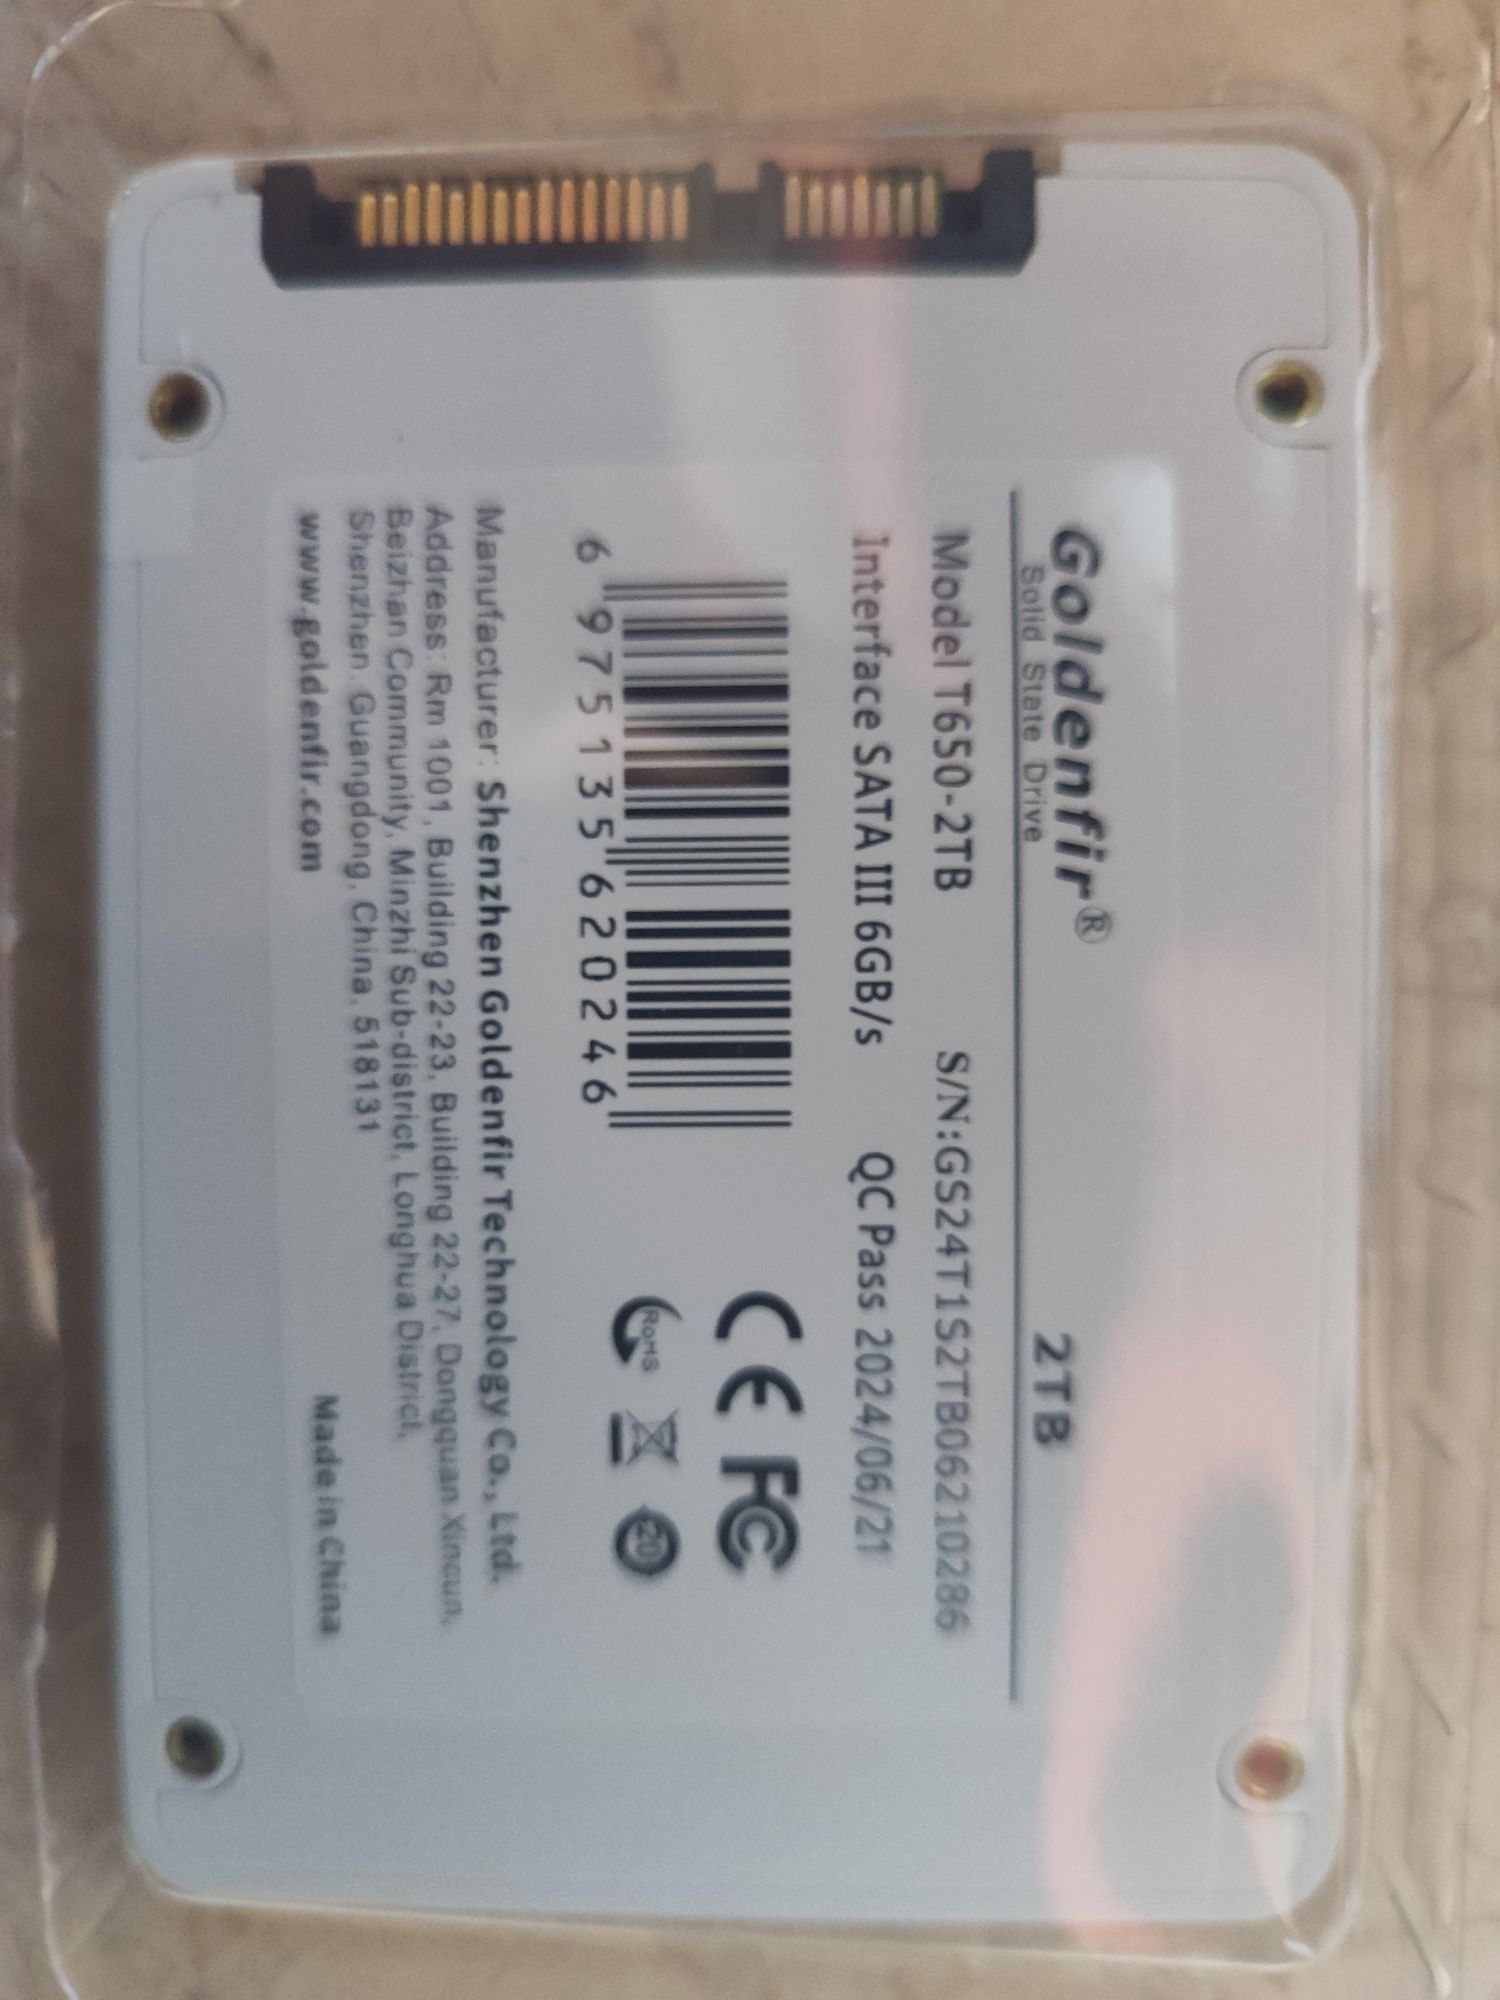 Goldenfir®
Solid State Drive
2TB
Model T650-2TB
S/N:GS24T1S2TB06210286
Interface SATA III 6GB/s
QC Pass 2024/06/21
6 975135 620246
CE FC
RoHS
20
Manufacturer: Shenzhen Goldenfir Technology Co., Ltd.
Address: Rm 1001, Building 22-23, Building 22-27, Dongquan Xincun,
Beizhan Community, Minzhi Sub-district, Longhua District,
Shenzhen, Guangdong, China, 518131
www.goldenfir.com
Made in China